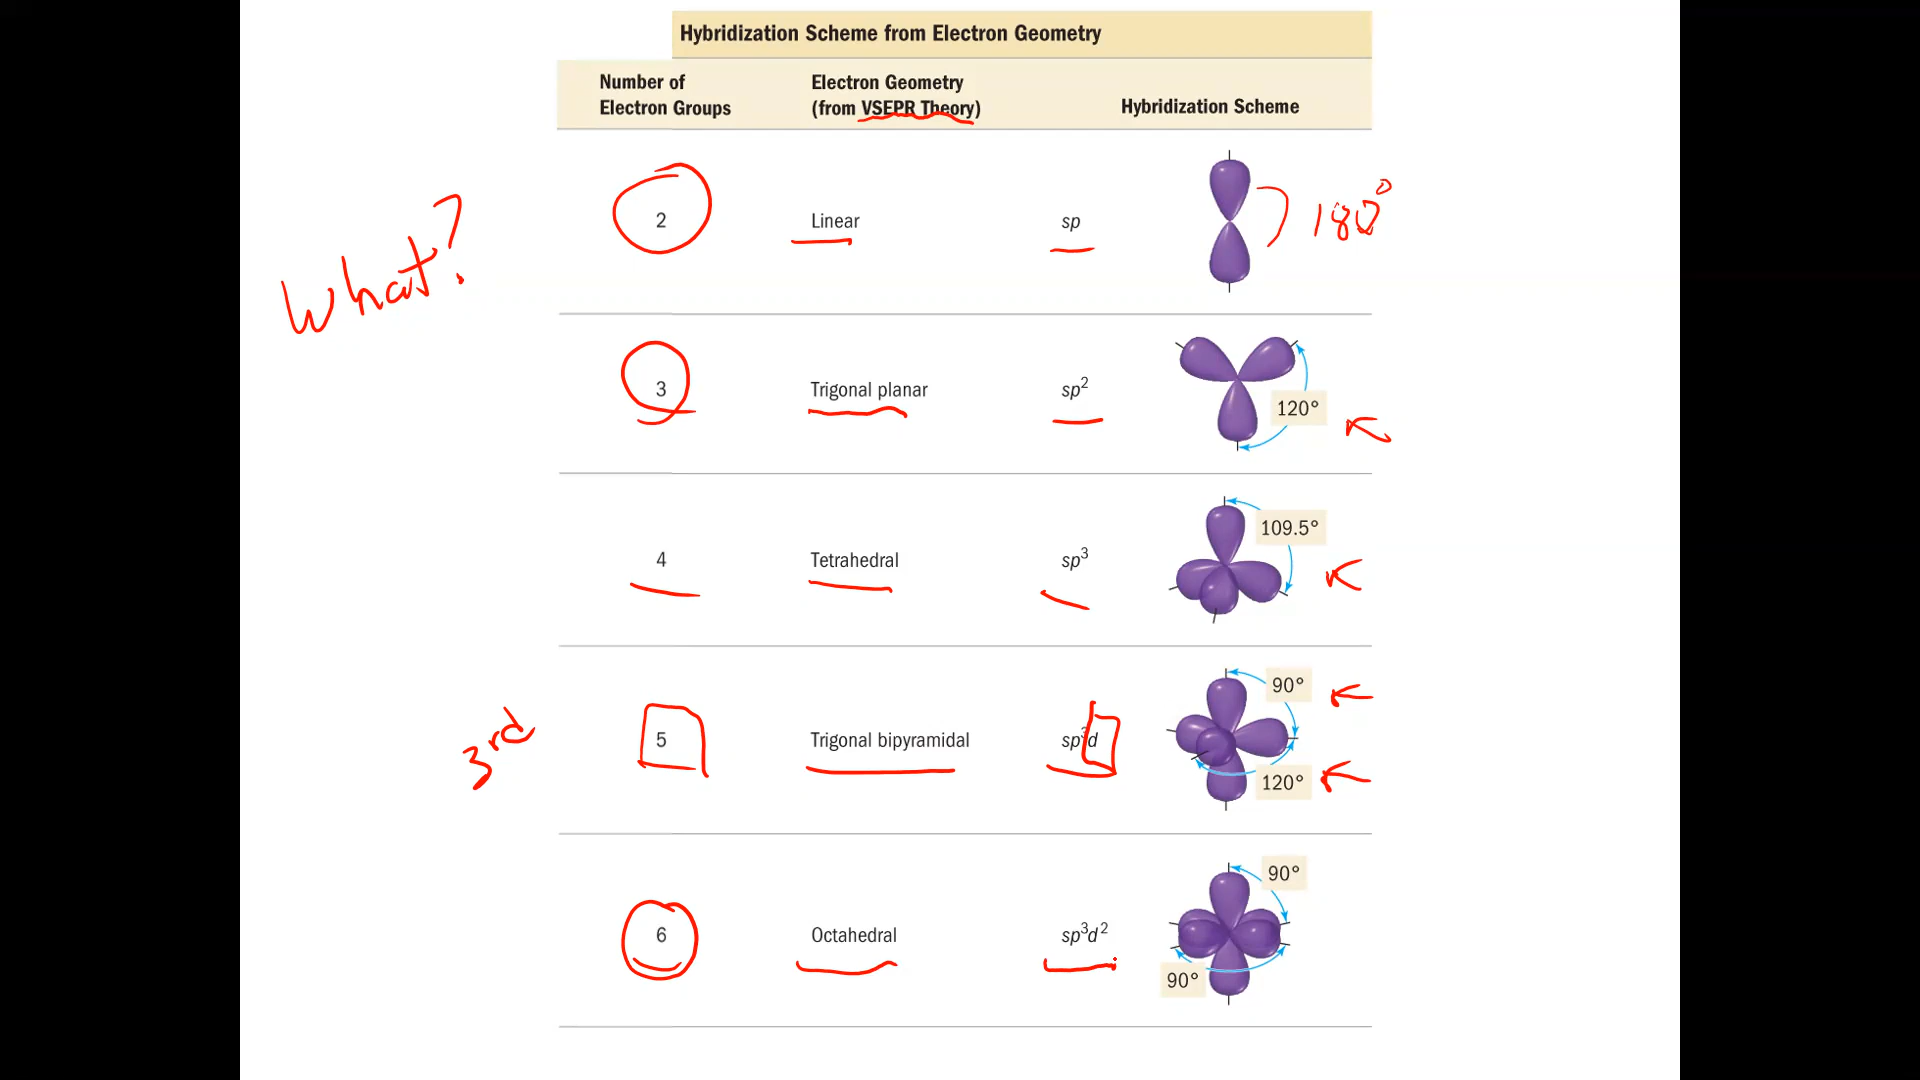 Hybridization Scheme from Electron Geometry
Number of Electron Groups
Electron Geometry (from VSEPR Theory)
Hybridization Scheme
What?
2 Linear sp 180°
3 Trigonal planar sp² 120°
4 Tetrahedral sp³ 109.5°
3rd 5 Trigonal bipyramidal sp³d 90° 120°
6 Octahedral sp³d² 90° 90°